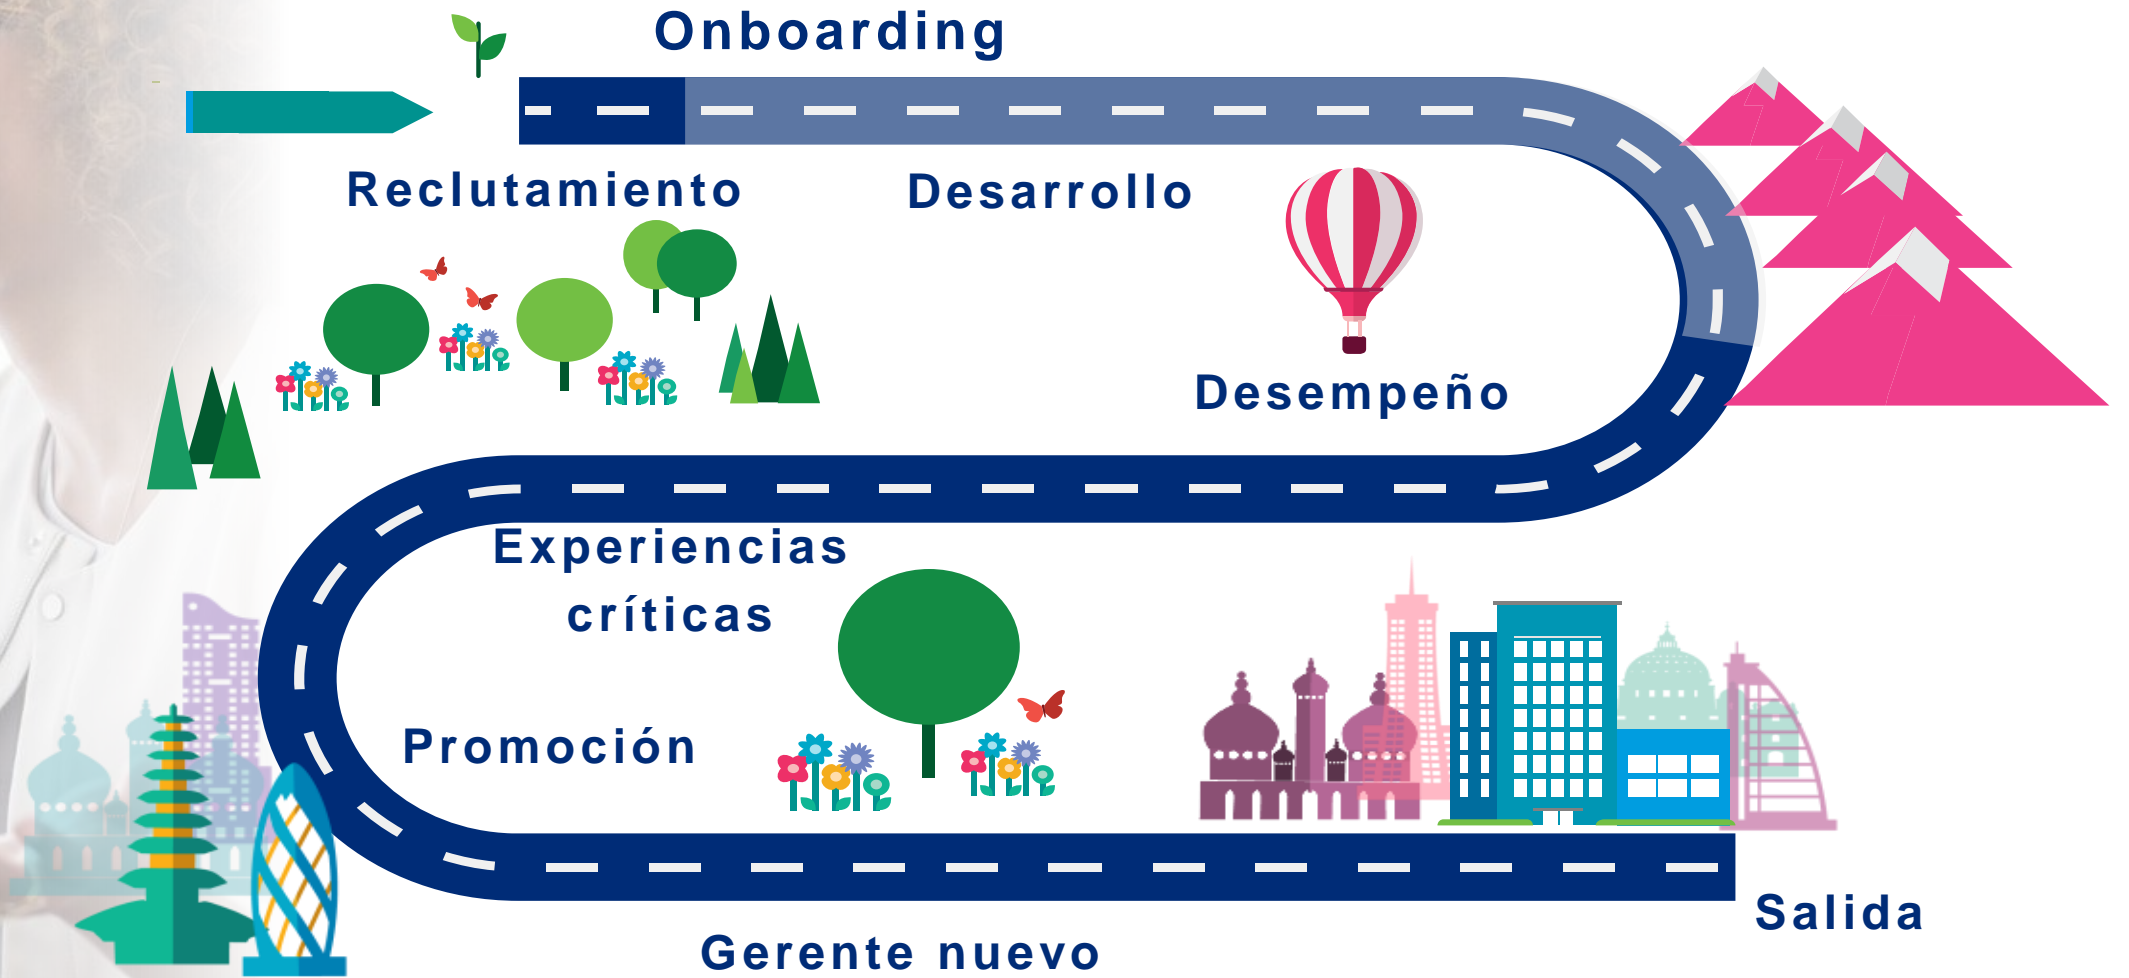 Onboarding
Reclutamiento
Desarrollo
Desempeño
Experiencias
críticas
Promoción
Salida
Gerente nuevo